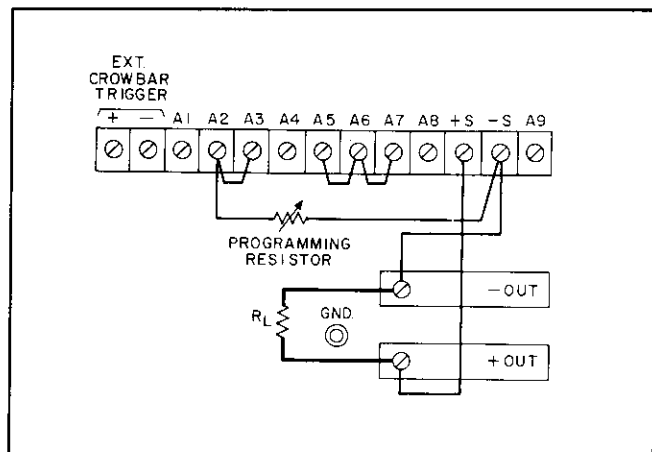 EXT.
CROWBAR
TRIGGER
+ − A1 A2 A3 A4 A5 A6 A7 A8 +S −S A9
PROGRAMMING
RESISTOR
−OUT
RL
GND.
+OUT